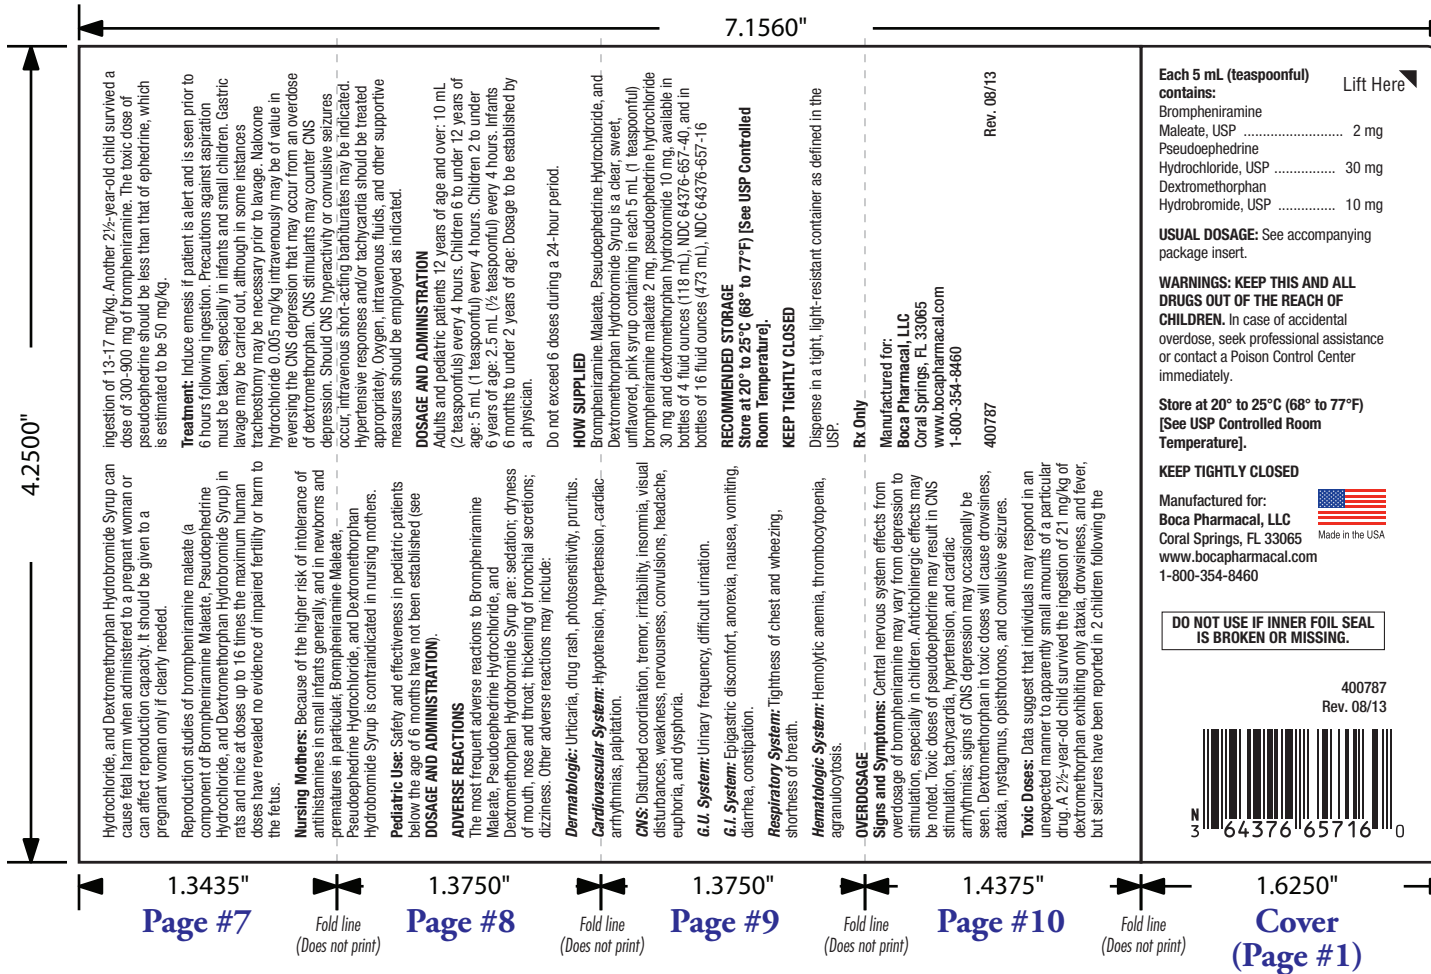 7.1560"
4.2500"
Hydrochloride, and Dextromethorphan Hydrobromide Syrup can
cause fetal harm when administered to a pregnant woman or
can affect reproduction capacity. It should be given to a
pregnant woman only if clearly needed.
Reproduction studies of brompheniramine maleate (a
component of Brompheniramine Maleate, Pseudoephedrine
Hydrochloride, and Dextromethorphan Hydrobromide Syrup) in
rats and mice at doses up to 16 times the maximum human
doses have revealed no evidence of impaired fertility or harm to
the fetus.
Nursing Mothers: Because of the higher risk of intolerance of
antihistamines in small infants generally, and in newborns and
prematures in particular, Brompheniramine Maleate,
Pseudoephedrine Hydrochloride, and Dextromethorphan
Hydrobromide Syrup is contraindicated in nursing mothers.
Pediatric Use: Safety and effectiveness in pediatric patients
below the age of 6 months have not been established (see
DOSAGE AND ADMINISTRATION).
ADVERSE REACTIONS
The most frequent adverse reactions to Brompheniramine
Maleate, Pseudoephedrine Hydrochloride, and
Dextromethorphan Hydrobromide Syrup are: sedation; dryness
of mouth, nose and throat; thickening of bronchial secretions;
dizziness. Other adverse reactions may include:
Dermatologic: Urticaria, drug rash, photosensitivity, pruritus.
Cardiovascular System: Hypotension, hypertension, cardiac
arrhythmias, palpitation.
CNS: Disturbed coordination, tremor, irritability, insomnia, visual
disturbances, weakness, nervousness, convulsions, headache,
euphoria, and dysphoria.
G.U. System: Urinary frequency, difficult urination.
G.I. System: Epigastric discomfort, anorexia, nausea, vomiting,
diarrhea, constipation.
Respiratory System: Tightness of chest and wheezing,
shortness of breath.
Hematologic System: Hemolytic anemia, thrombocytopenia,
agranulocytosis.
OVERDOSAGE
Signs and Symptoms: Central nervous system effects from
overdosage of brompheniramine may vary from depression to
stimulation, especially in children. Anticholinergic effects may
be noted. Toxic doses of pseudoephedrine may result in CNS
stimulation, tachycardia, hypertension, and cardiac
arrhythmias; signs of CNS depression may occasionally be
seen. Dextromethorphan in toxic doses will cause drowsiness,
ataxia, nystagmus, opisthotonos, and convulsive seizures.
Toxic Doses: Data suggest that individuals may respond in an
unexpected manner to apparently small amounts of a particular
drug. A 2½-year-old child survived the ingestion of 21 mg/kg of
dextromethorphan exhibiting only ataxia, drowsiness, and fever,
but seizures have been reported in 2 children following the
ingestion of 13-17 mg/kg. Another 2½-year-old child survived a
dose of 300-900 mg of brompheniramine. The toxic dose of
pseudoephedrine should be less than that of ephedrine, which
is estimated to be 50 mg/kg.
Treatment: Induce emesis if patient is alert and is seen prior to
6 hours following ingestion. Precautions against aspiration
must be taken, especially in infants and small children. Gastric
lavage may be carried out, although in some instances
tracheostomy may be necessary prior to lavage. Naloxone
hydrochloride 0.005 mg/kg intravenously may be of value in
reversing the CNS depression that may occur from an overdose
of dextromethorphan. CNS stimulants may counter CNS
depression. Should CNS hyperactivity or convulsive seizures
occur, intravenous short-acting barbiturates may be indicated.
Hypertensive responses and/or tachycardia should be treated
appropriately. Oxygen, intravenous fluids, and other supportive
measures should be employed as indicated.
DOSAGE AND ADMINISTRATION
Adults and pediatric patients 12 years of age and over: 10 mL
(2 teaspoonfuls) every 4 hours. Children 6 to under 12 years of
age: 5 mL (1 teaspoonful) every 4 hours. Children 2 to under
6 years of age: 2.5 mL (½ teaspoonful) every 4 hours. Infants
6 months to under 2 years of age: Dosage to be established by
a physician.
Do not exceed 6 doses during a 24-hour period.
HOW SUPPLIED
Brompheniramine Maleate, Pseudoephedrine Hydrochloride, and
Dextromethorphan Hydrobromide Syrup is a clear, sweet,
unflavored, pink syrup containing in each 5 mL (1 teaspoonful)
brompheniramine maleate 2 mg, pseudoephedrine hydrochloride
30 mg and dextromethorphan hydrobromide 10 mg, available in
bottles of 4 fluid ounces (118 mL), NDC 64376-657-40, and in
bottles of 16 fluid ounces (473 mL), NDC 64376-657-16
RECOMMENDED STORAGE
Store at 20° to 25°C (68° to 77°F) [See USP Controlled
Room Temperature].
KEEP TIGHTLY CLOSED
Dispense in a tight, light-resistant container as defined in the
USP.
Rx Only
Manufactured for:
Boca Pharmacal, LLC
Coral Springs, FL 33065
www.bocapharmacal.com
1-800-354-8460
400787 Rev. 08/13
Lift Here
Each 5 mL (teaspoonful)
contains:
Brompheniramine
Maleate, USP .......................... 2 mg
Pseudoephedrine
Hydrochloride, USP ................ 30 mg
Dextromethorphan
Hydrobromide, USP ............... 10 mg
USUAL DOSAGE: See accompanying
package insert.
WARNINGS: KEEP THIS AND ALL
DRUGS OUT OF THE REACH OF
CHILDREN. In case of accidental
overdose, seek professional assistance
or contact a Poison Control Center
immediately.
Store at 20° to 25°C (68° to 77°F)
[See USP Controlled Room
Temperature].
KEEP TIGHTLY CLOSED
Manufactured for:
Boca Pharmacal, LLC
Coral Springs, FL 33065
www.bocapharmacal.com
1-800-354-8460
Made in the USA
DO NOT USE IF INNER FOIL SEAL
IS BROKEN OR MISSING.
400787
Rev. 08/13
N
3 64376 65716 0
1.3435" 1.3750" 1.3750" 1.4375" 1.6250"
Page #7
Fold line
(Does not print)
Page #8
Fold line
(Does not print)
Page #9
Fold line
(Does not print)
Page #10
Fold line
(Does not print)
Cover
(Page #1)